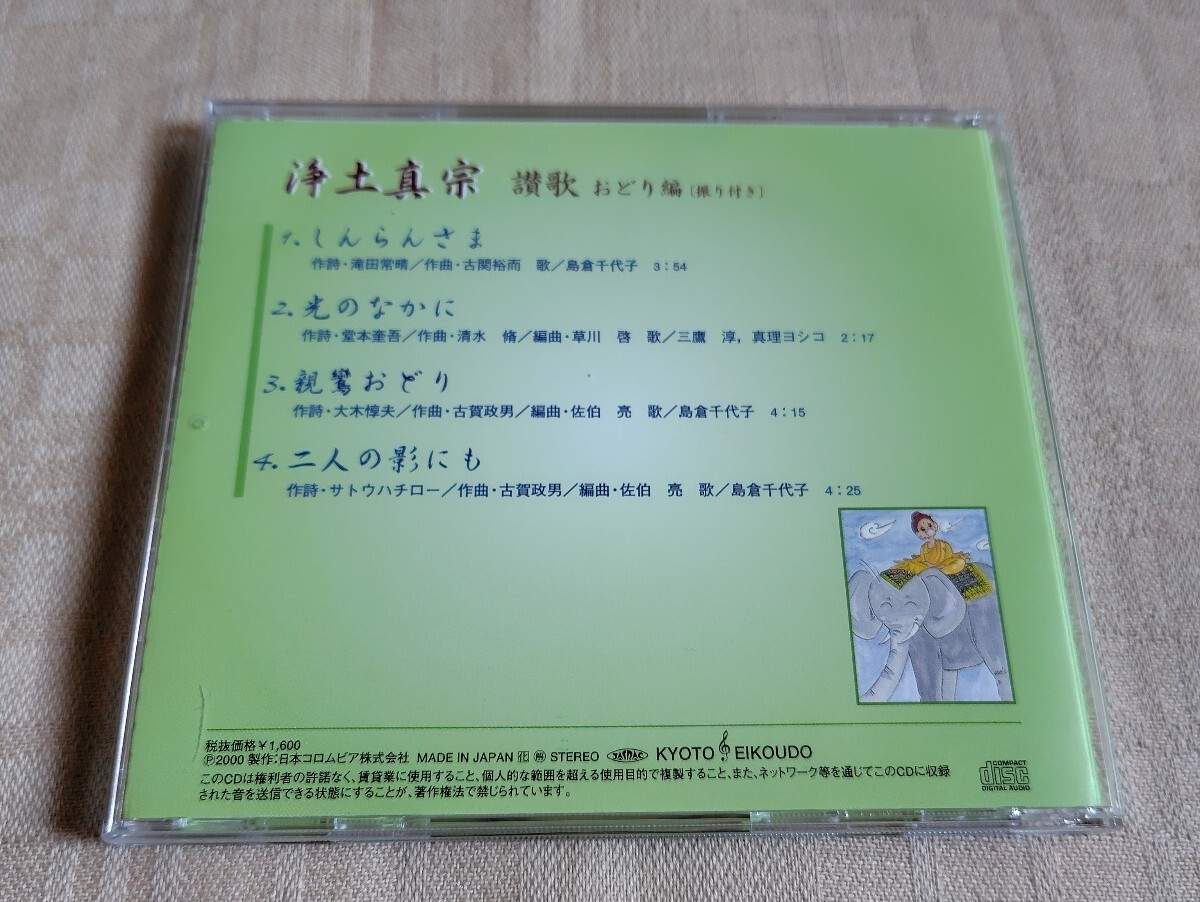 浄土真宗 讃歌 おどり編〔振り付き〕
1. しんらんさま
作詩・滝田常晴／作曲・古関裕而 歌／島倉千代子 3：54
2. 光のなかに
作詩・堂本奎吾／作曲・清水 脩／編曲・草川 啓 歌／三鷹 淳，真理ヨシコ 2：17
3. 親鸞おどり
作詩・大木惇夫／作曲・古賀政男／編曲・佐伯 亮 歌／島倉千代子 4：15
4. 二人の影にも
作詩・サトウハチロー／作曲・古賀政男／編曲・佐伯 亮 歌／島倉千代子 4：25
税抜価格￥1,600
Ⓟ2000 製作：日本コロムビア株式会社 MADE IN JAPAN STEREO JASRAC KYOTO EIKOUDO
このCDは権利者の許諾なく、賃貸業に使用すること、個人的な範囲を超える使用目的で複製すること、また、ネットワーク等を通じてこのCDに収録
された音を送信できる状態にすることが、著作権法で禁じられています。
COMPACT
disc
DIGITAL AUDIO